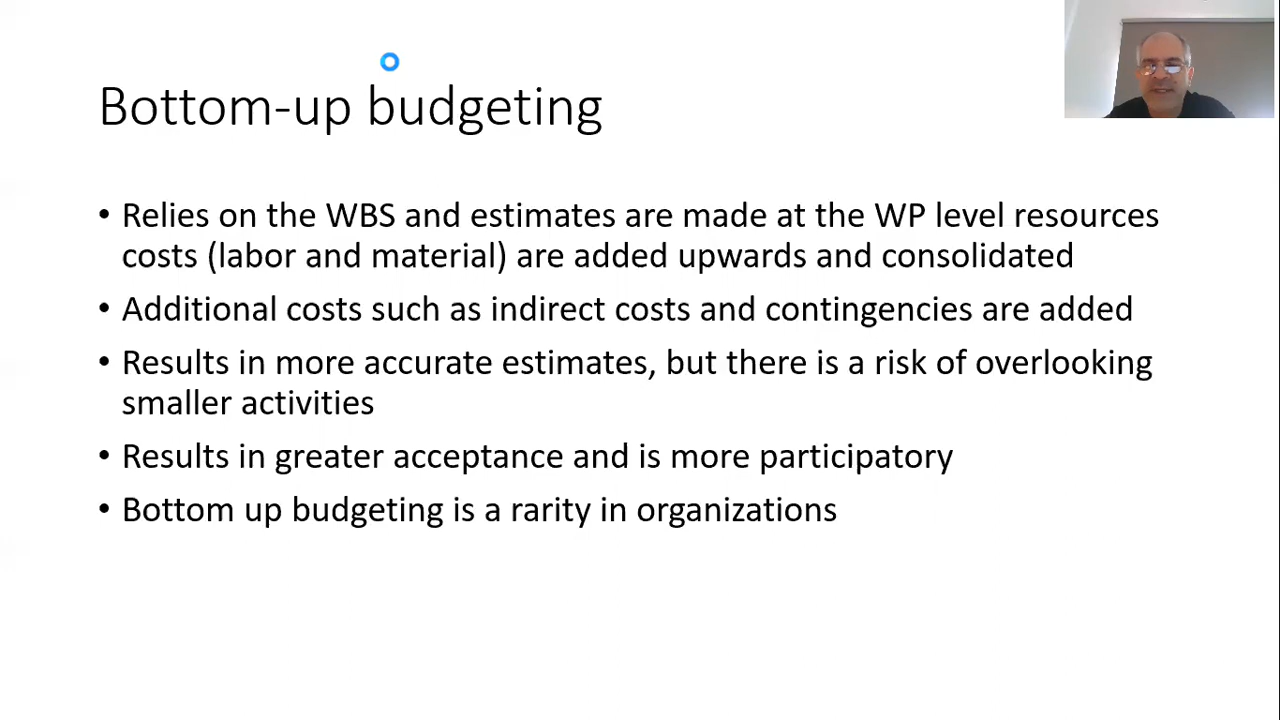 Bottom-up budgeting
• Relies on the WBS and estimates are made at the WP level resources
costs (labor and material) are added upwards and consolidated
• Additional costs such as indirect costs and contingencies are added
• Results in more accurate estimates, but there is a risk of overlooking
smaller activities
• Results in greater acceptance and is more participatory
• Bottom up budgeting is a rarity in organizations